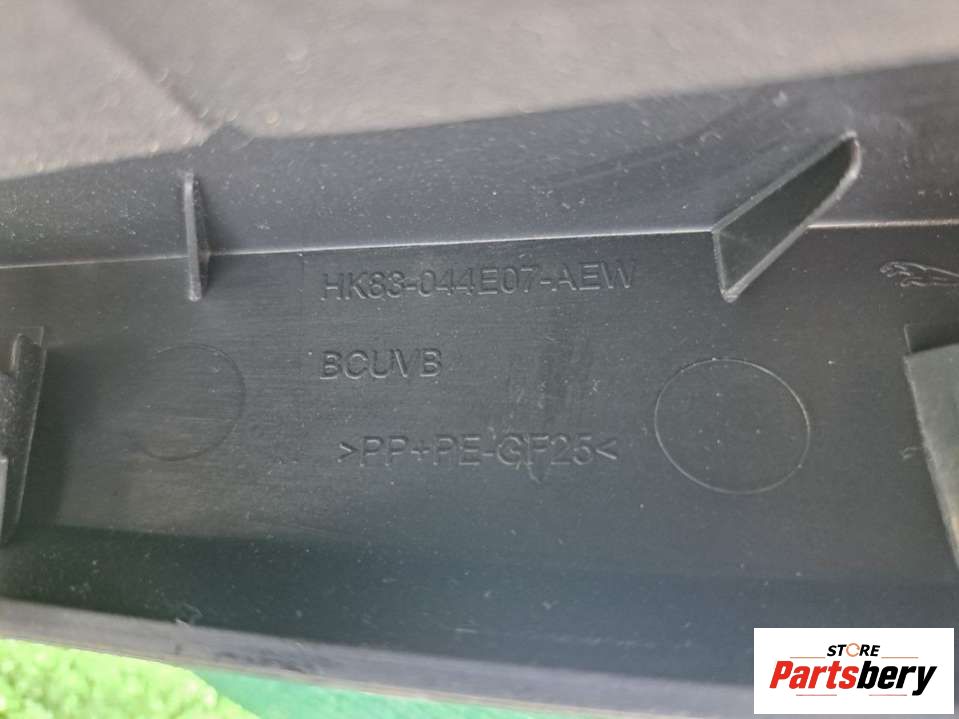 HK83-044E07-AEW
BCUVB
>PP+PE-GF25<
STORE
Partsbery